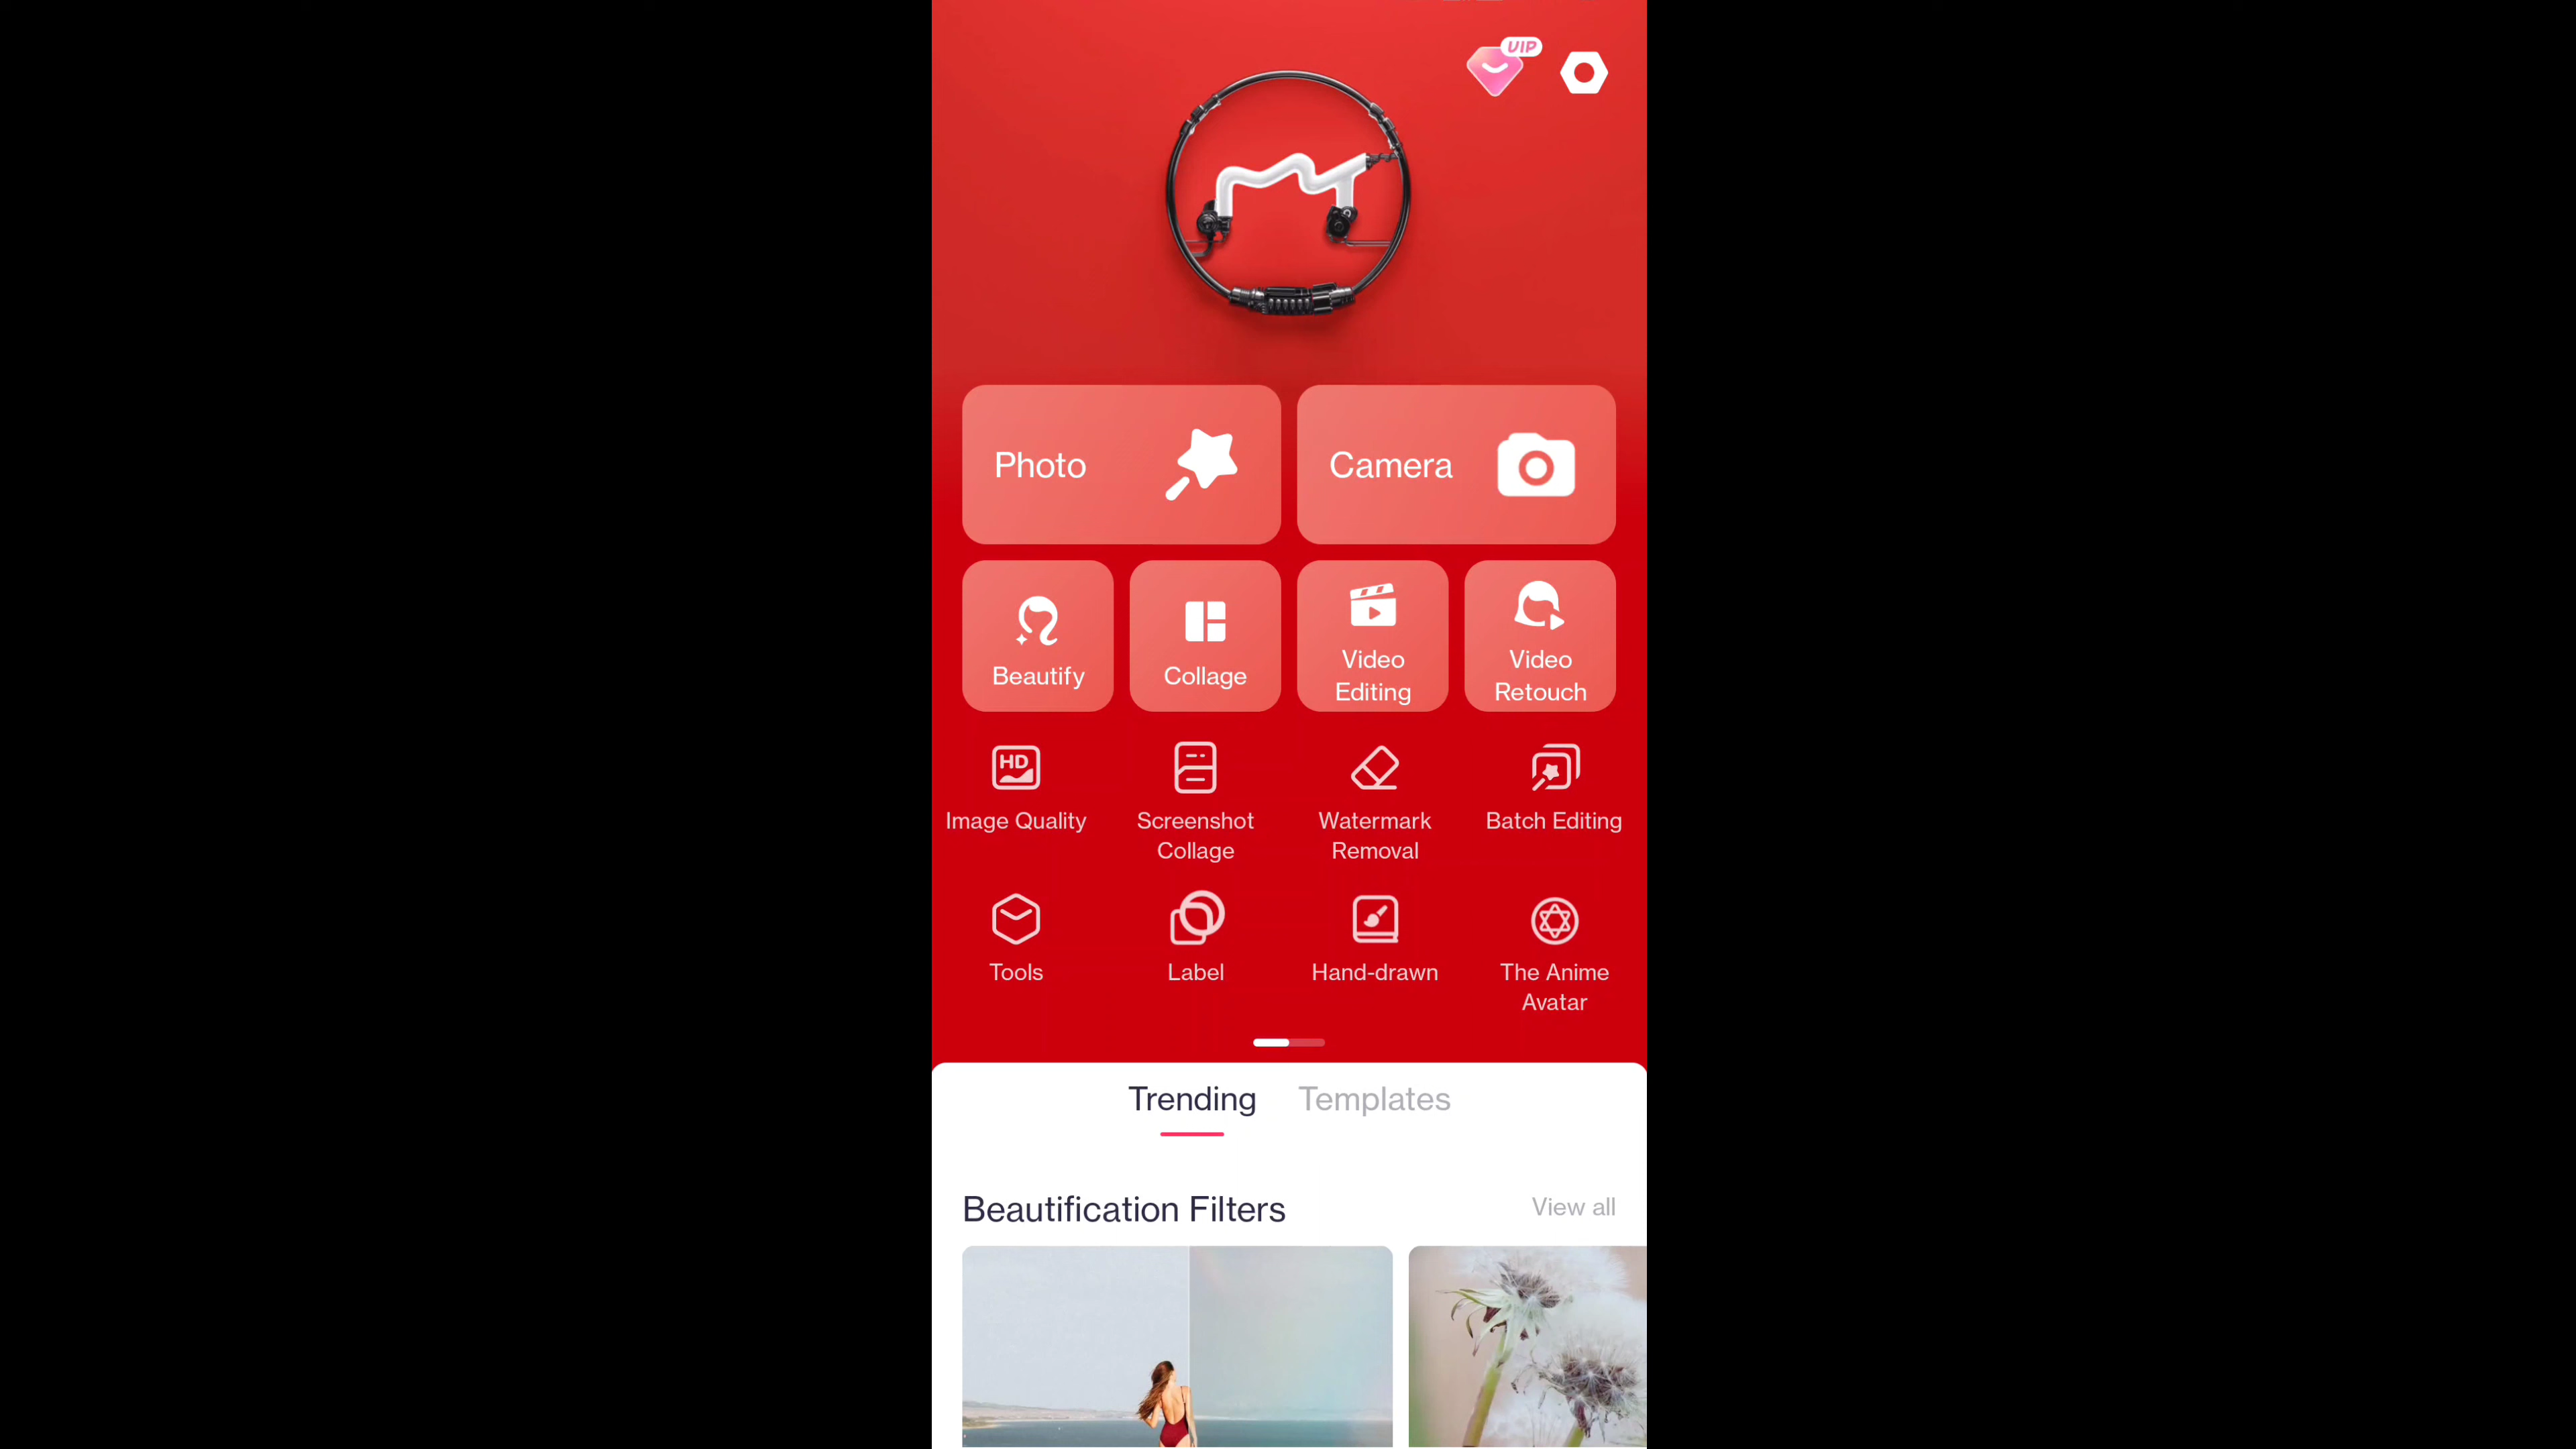 VIP
Photo
Camera
Beautify
Collage
Video
Editing
Video
Retouch
HD
Image Quality
Screenshot
Collage
Watermark
Removal
Batch Editing
Tools
Label
Hand-drawn
The Anime
Avatar
Trending
Templates
Beautification Filters
View all